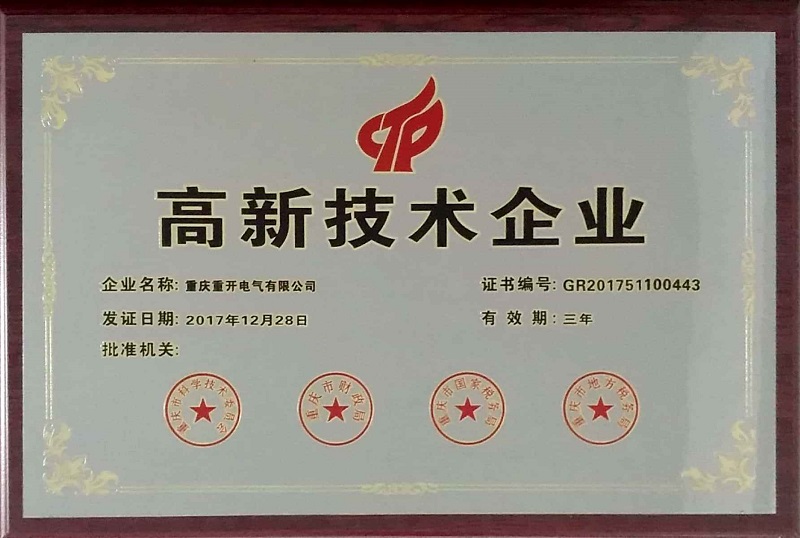 高新技术企业
企业名称: 重庆重开电气有限公司
证书编号: GR201751100443
发证日期: 2017年12月28日
有效期: 三年
批准机关:
重庆市科学技术委员会
重庆市财政局
重庆市国家税务局
重庆市地方税务局